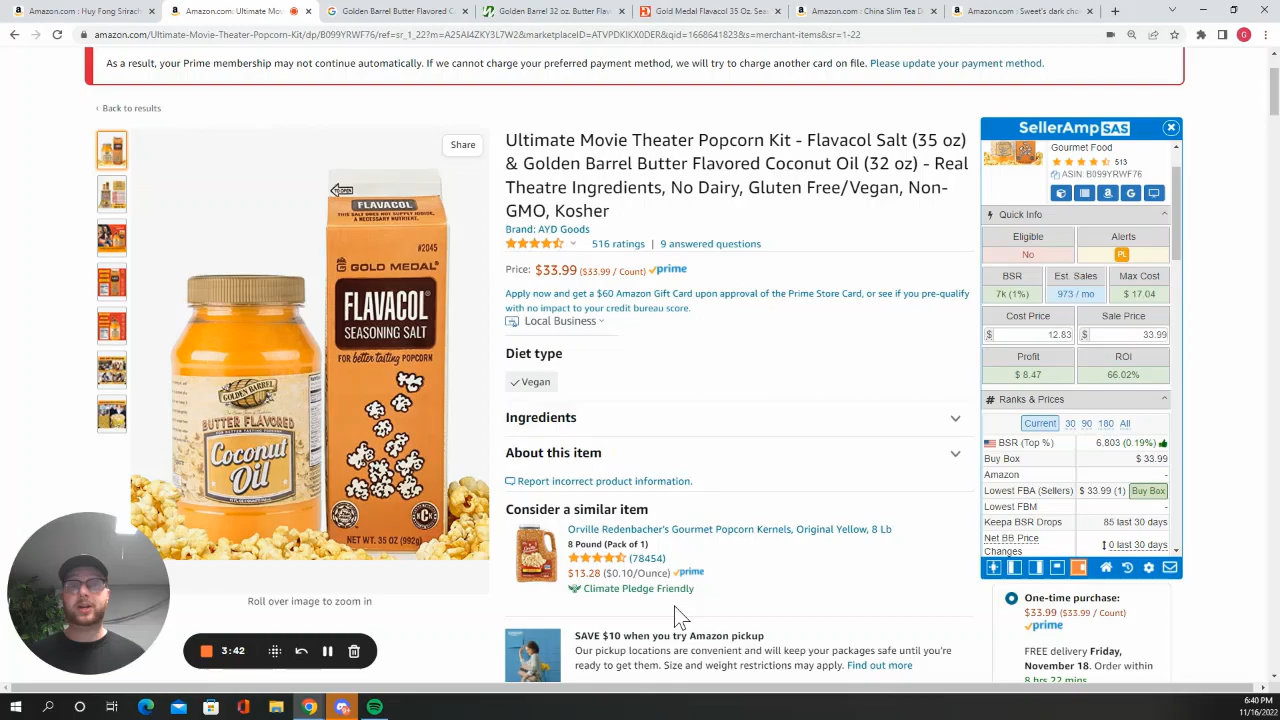 Amazon.com : Huy Fong Srirach
Amazon.com: Ultimate Movi
Golden Barrel Butter Flavored C
Golden Barrel 32 oz. Butter Flav
Gold Medal Flavacol 35 Oz. Sea
Amazon.com : China Slim Tea D
Amazon.com : Sweet's dark cho
amazon.com/Ultimate-Movie-Theater-Popcorn-Kit/dp/B099YRWF76/ref=sr_1_22?m=A25AI4ZKY3L7W2&marketplaceID=ATVPDKIKX0DER&qid=1668641823&s=merchant-items&sr=1-22
G
As a result, your Prime membership may not continue automatically. If we cannot charge your preferred payment method, we will try to charge another card on file. Please update your payment method.
‹ Back to results
Share
TO OPEN
FLAVACOL
THIS SALT DOES NOT SUPPLY IODIDE,
A NECESSARY NUTRIENT.
#2045
GOLD MEDAL®
FLAVACOL®
SEASONING SALT
FOR better tasting POPCORN
NET WT. 35 OZ (992g)
GOLDEN BARREL
BUTTER FLAVORED
Coconut
Oil
Roll over image to zoom in
3:42
Ultimate Movie Theater Popcorn Kit - Flavacol Salt (35 oz)
& Golden Barrel Butter Flavored Coconut Oil (32 oz) - Real
Theatre Ingredients, No Dairy, Gluten Free/Vegan, Non-
GMO, Kosher
Brand: AYD Goods
516 ratings | 9 answered questions
Price: $33.99 ($33.99 / Count) prime
Apply now and get a $60 Amazon Gift Card upon approval of the Prime Store Card, or see if you pre-qualify
with no impact to your credit bureau score.
Local Business
Diet type
Vegan
Ingredients
About this item
Report incorrect product information.
Consider a similar item
Orville Redenbacher's Gourmet Popcorn Kernels, Original Yellow, 8 Lb
8 Pound (Pack of 1)
(78454)
$13.28 ($0.10/Ounce) prime
Climate Pledge Friendly
SAVE $10 when you try Amazon pickup
Our pickup locations are convenient and will keep your packages safe until you're
ready to get them. Size and weight restrictions may apply. Find out more
SellerAmp SAS
Gourmet Food
513
ASIN: B099YRWF76
Quick Info
Eligible Alerts
No PL
BSR Est. Sales Max Cost
7k (1%) 973 / mo $ 17.04
Cost Price Sale Price
$ 12.83 $ 33.99
Profit ROI
$ 8.47 66.02%
Ranks & Prices
Current 30 90 180 All
BSR (Top %) 6,803 (0.19%)
Buy Box $ 33.99
Amazon -
Lowest FBA (Sellers) $ 33.99 (1) Buy Box
Lowest FBM -
Keepa BSR Drops 85 last 30 days
Net BB Price
Changes 0 last 30 days
One-time purchase:
$33.99 ($33.99 / Count)
prime
FREE delivery Friday,
November 18. Order within
8 hrs 22 mins
6:40 PM
11/16/2022